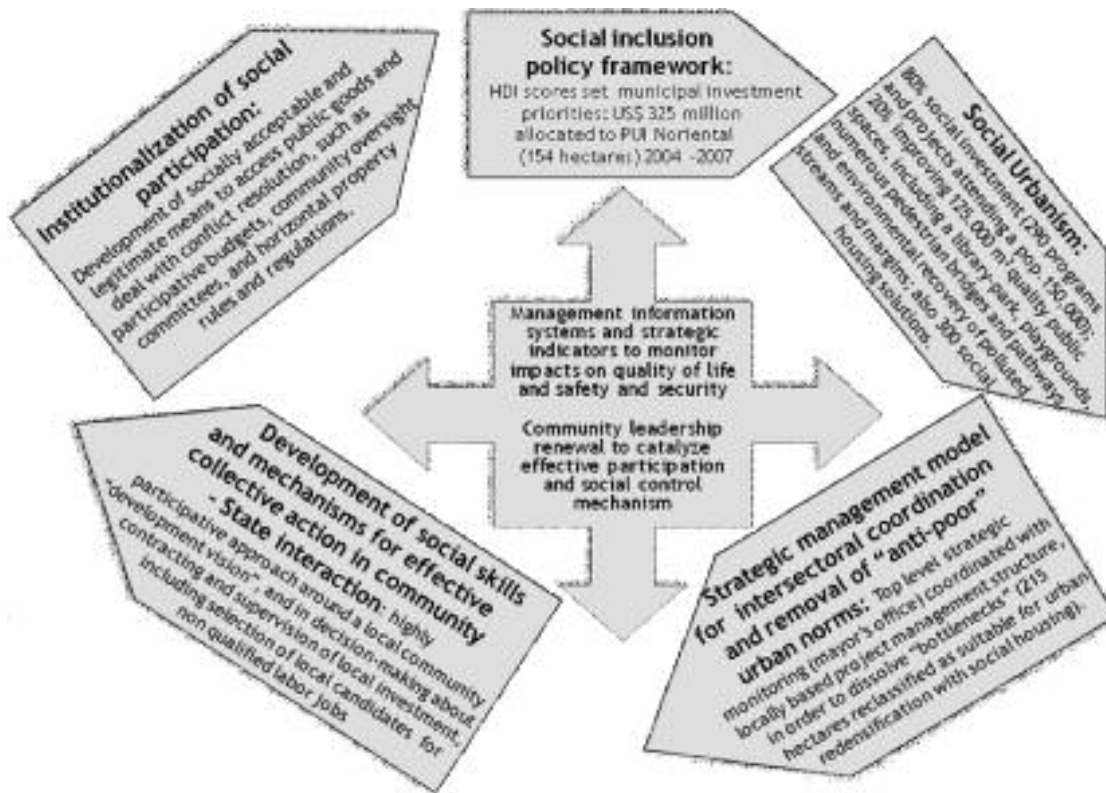 Social inclusion
policy framework:
HDI scores set municipal investment
priorities: US$ 325 million
allocated to PUI Noriental
(154 hectares) 2004 -2007
Social Urbanism:
80% social investment (290 programs
and projects attending a pop 150,000);
20% improving 125,000 m² quality public
spaces, including a library-park, playgrounds,
numerous pedestrian bridges and pathways
and environmental recovery of polluted
streams and margins; also 300 social
housing solutions.
Strategic management model
for intersectoral coordination
and removal of "anti-poor"
urban norms: Top level strategic
monitoring (mayor's office) coordinated with
locally based project management structure,
in order to dissolve "bottlenecks" (215
hectares reclassified as suitable for urban
redensification with social housing).
Development of social skills
and mechanisms for effective
collective action in community
- State interaction: highly
participative approach around a local community
"development vision", and in decision-making about
contracting and supervision of local investment,
including selection of local candidates for
non qualified labor jobs
Institutionalization of social
participation:
Development of socially acceptable and
legitimate means to access public goods and
deal with conflict resolution, such as
participative budgets, community oversight
committees, and horizontal property
rules and regulations.
Management information
systems and strategic
indicators to monitor
impacts on quality of life
and safety and security
Community leadership
renewal to catalyze
effective participation
and social control
mechanism